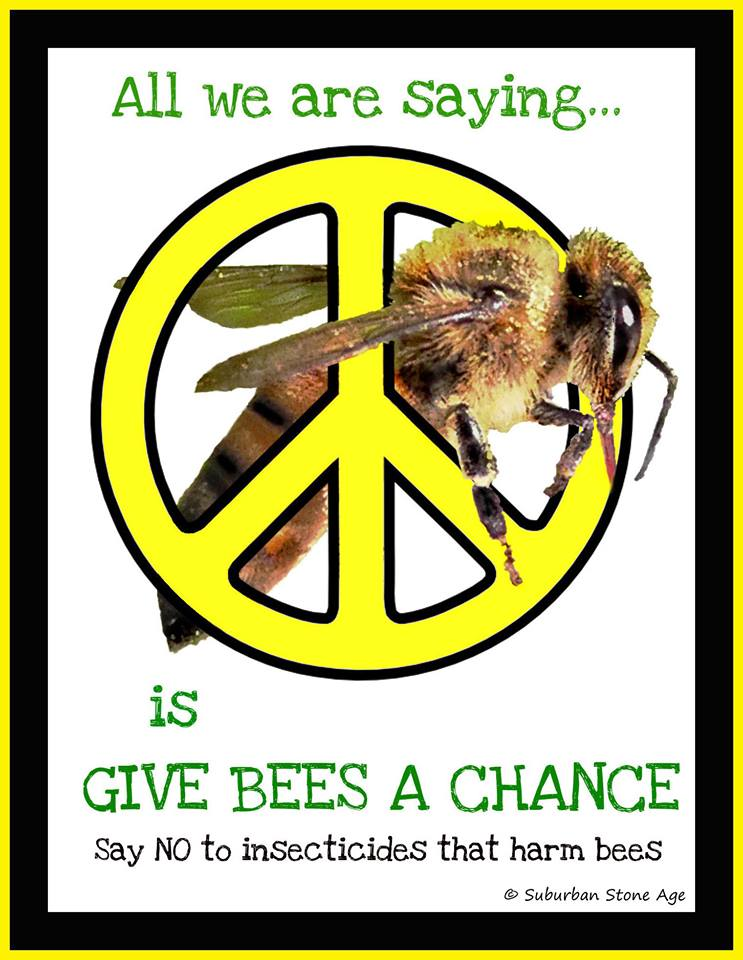 All we are saying...
is
GIVE BEES A CHANCE
Say NO to insecticides that harm bees
© Suburban Stone Age